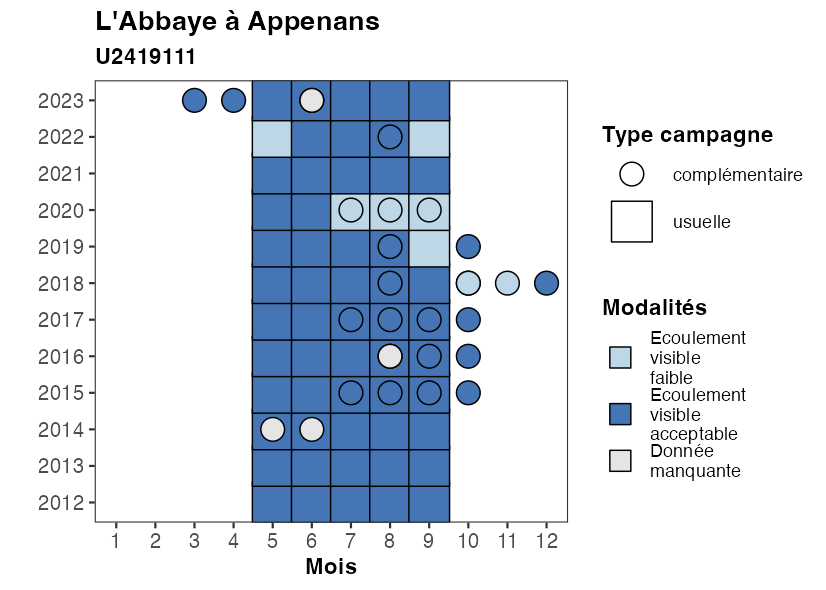 L'Abbaye à Appenans
U2419111
2023
2022
2021
2020
2019
2018
2017
2016
2015
2014
2013
2012
1 2 3 4 5 6 7 8 9 10 11 12
Mois
Type campagne
complémentaire
usuelle
Modalités
Ecoulement
visible
faible
Ecoulement
visible
acceptable
Donnée
manquante